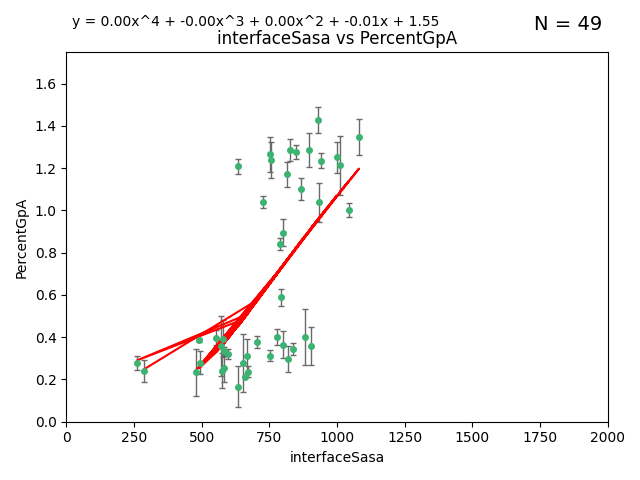 y = 0.00x^4 + -0.00x^3 + 0.00x^2 + -0.01x + 1.55
N = 49
interfaceSasa vs PercentGpA
1.6
1.4
1.2
1.0
0.8
0.6
0.4
0.2
0.0
PercentGpA
0 250 500 750 1000 1250 1500 1750 2000
interfaceSasa